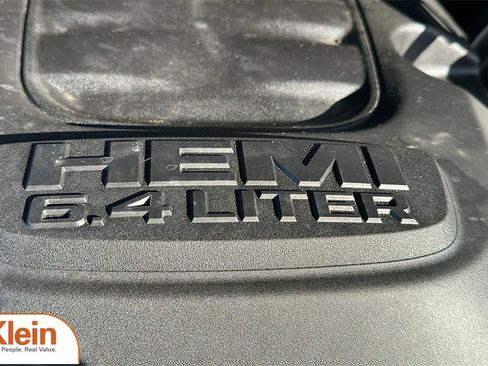 HEMI
6.4 LITER
Klein
People. Real Value.